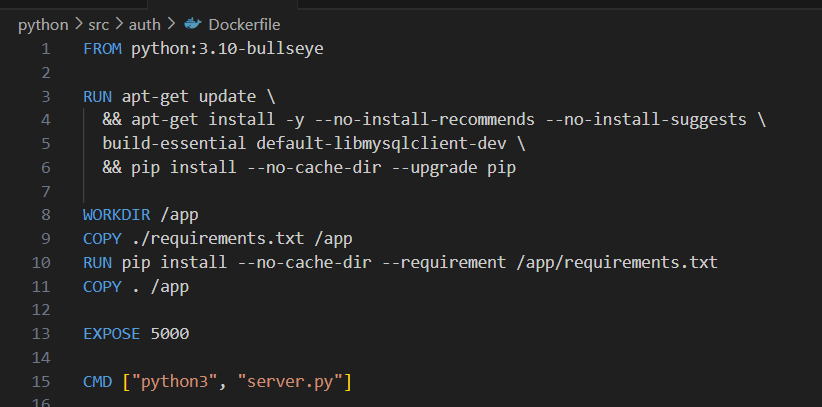 python > src > auth > Dockerfile
1 FROM python:3.10-bullseye
2
3 RUN apt-get update \
4 && apt-get install -y --no-install-recommends --no-install-suggests \
5 build-essential default-libmysqlclient-dev \
6 && pip install --no-cache-dir --upgrade pip
7
8 WORKDIR /app
9 COPY ./requirements.txt /app
10 RUN pip install --no-cache-dir --requirement /app/requirements.txt
11 COPY . /app
12
13 EXPOSE 5000
14
15 CMD ["python3", "server.py"]
16